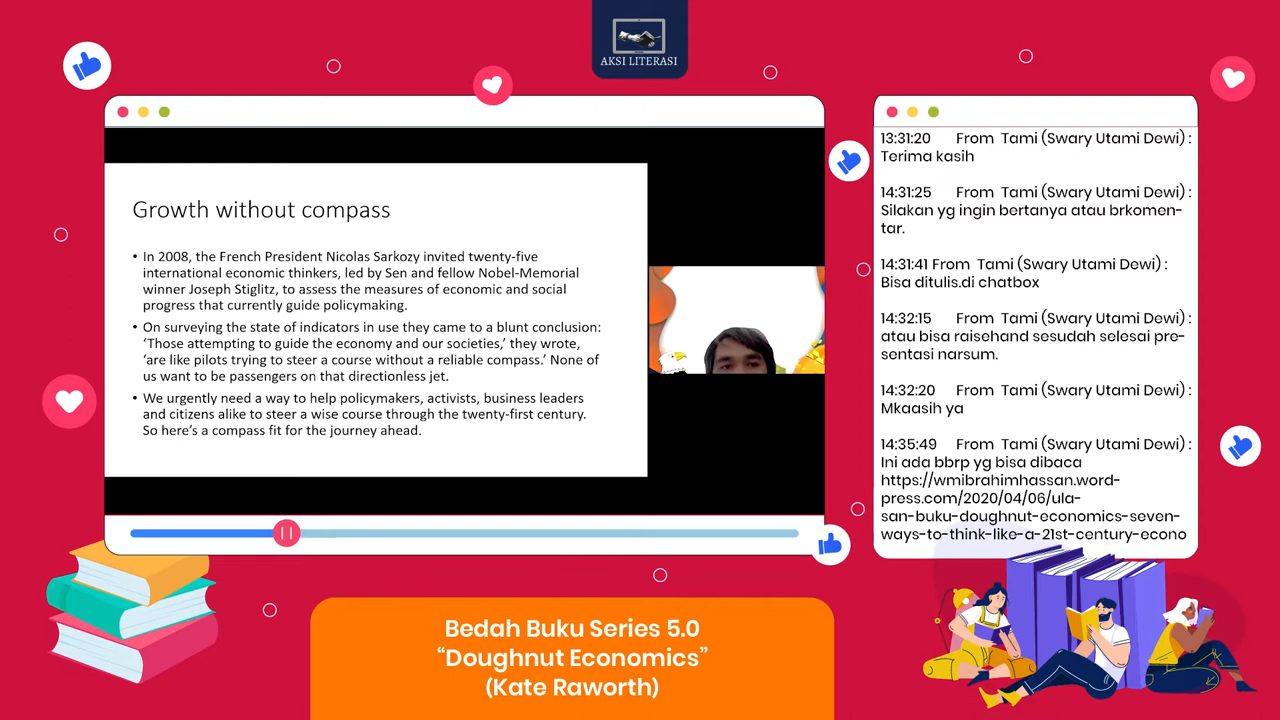 AKSI LITERASI
Growth without compass
• In 2008, the French President Nicolas Sarkozy invited twenty-five
international economic thinkers, led by Sen and fellow Nobel-Memorial
winner Joseph Stiglitz, to assess the measures of economic and social
progress that currently guide policymaking.
• On surveying the state of indicators in use they came to a blunt conclusion:
‘Those attempting to guide the economy and our societies,’ they wrote,
‘are like pilots trying to steer a course without a reliable compass.’ None of
us want to be passengers on that directionless jet.
• We urgently need a way to help policymakers, activists, business leaders
and citizens alike to steer a wise course through the twenty-first century.
So here’s a compass fit for the journey ahead.
13:31:20 From Tami (Swary Utami Dewi) :
Terima kasih
14:31:25 From Tami (Swary Utami Dewi) :
Silakan yg ingin bertanya atau brkomen-
tar.
14:31:41 From Tami (Swary Utami Dewi) :
Bisa ditulis.di chatbox
14:32:15 From Tami (Swary Utami Dewi) :
atau bisa raisehand sesudah selesai pre-
sentasi narsum.
14:32:20 From Tami (Swary Utami Dewi) :
Mkaasih ya
14:35:49 From Tami (Swary Utami Dewi) :
Ini ada bbrp yg bisa dibaca
https://wmibrahimhassan.word-
press.com/2020/04/06/ula-
san-buku-doughnut-economics-seven-
ways-to-think-like-a-21st-century-econo
Bedah Buku Series 5.0
“Doughnut Economics”
(Kate Raworth)